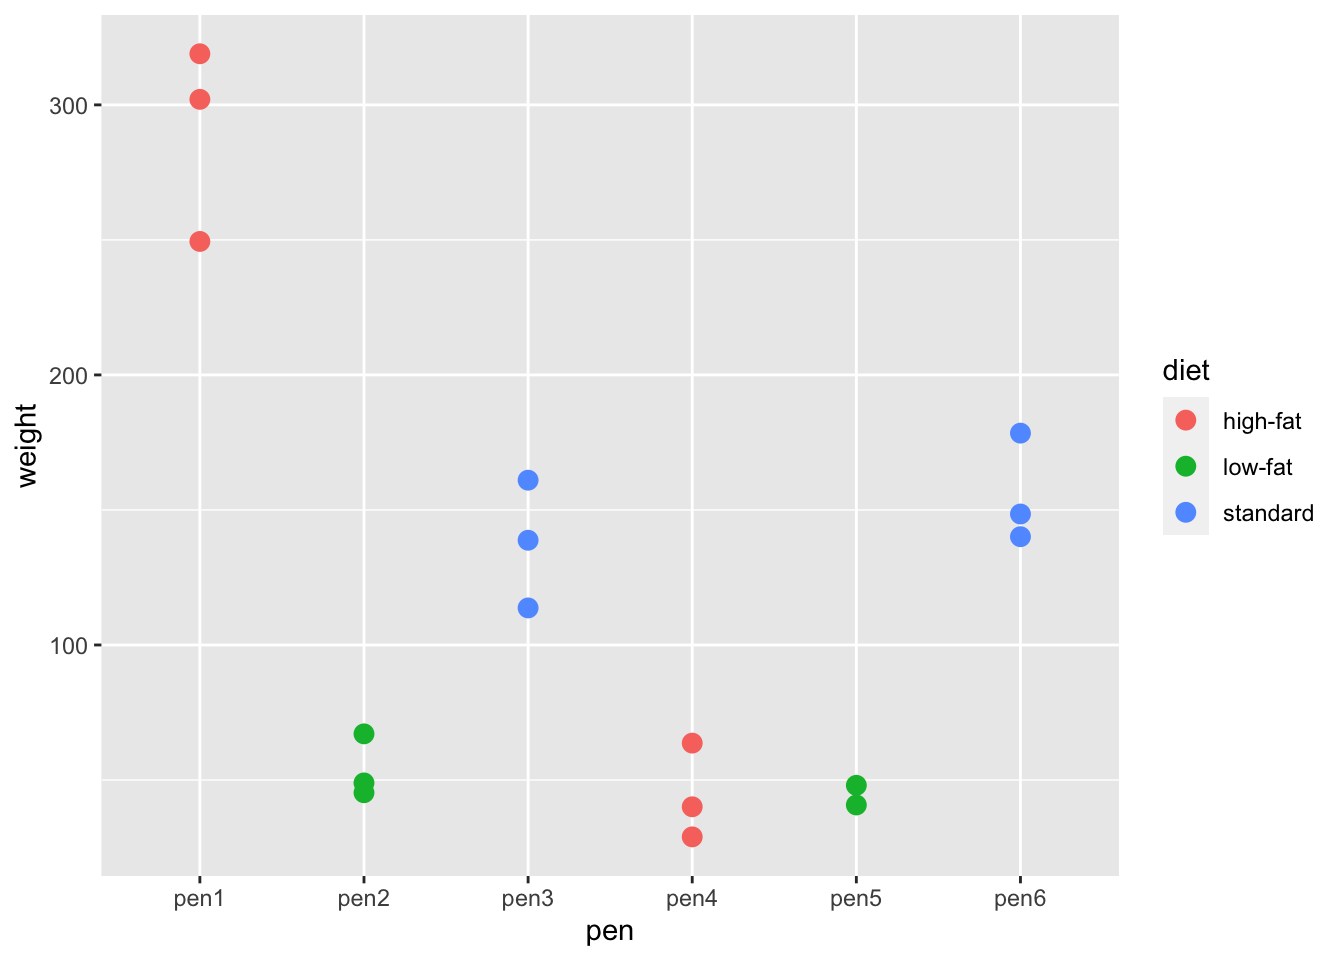 300
200
100
weight
pen1 pen2 pen3 pen4 pen5 pen6
pen
diet
high-fat
low-fat
standard